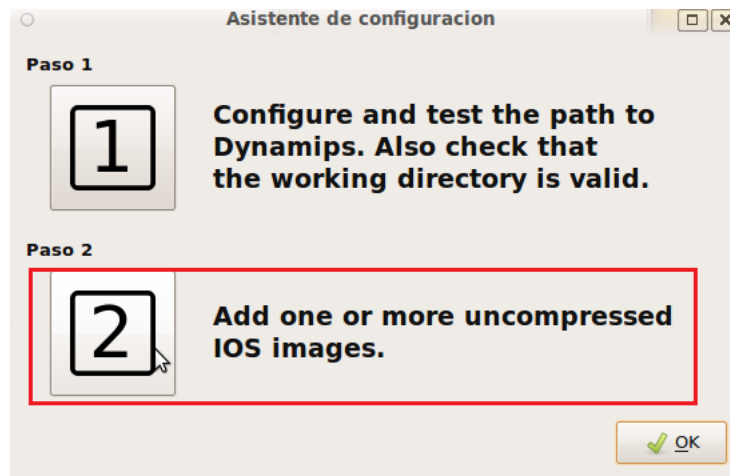 Asistente de configuracion
Paso 1
1
Configure and test the path to
Dynamips. Also check that
the working directory is valid.
Paso 2
2
Add one or more uncompressed
IOS images.
OK